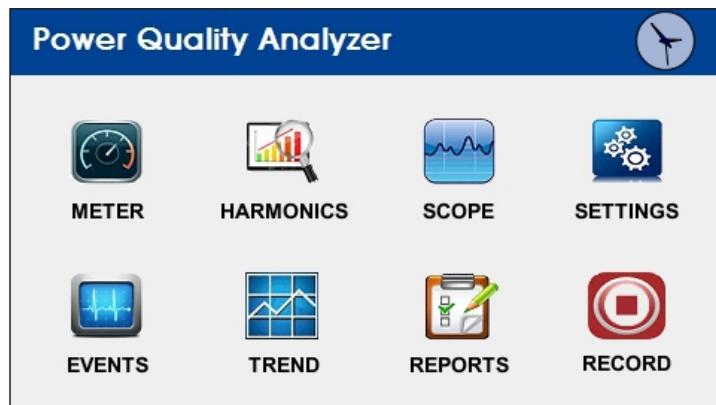 Power Quality Analyzer
METER HARMONICS SCOPE SETTINGS
EVENTS TREND REPORTS RECORD